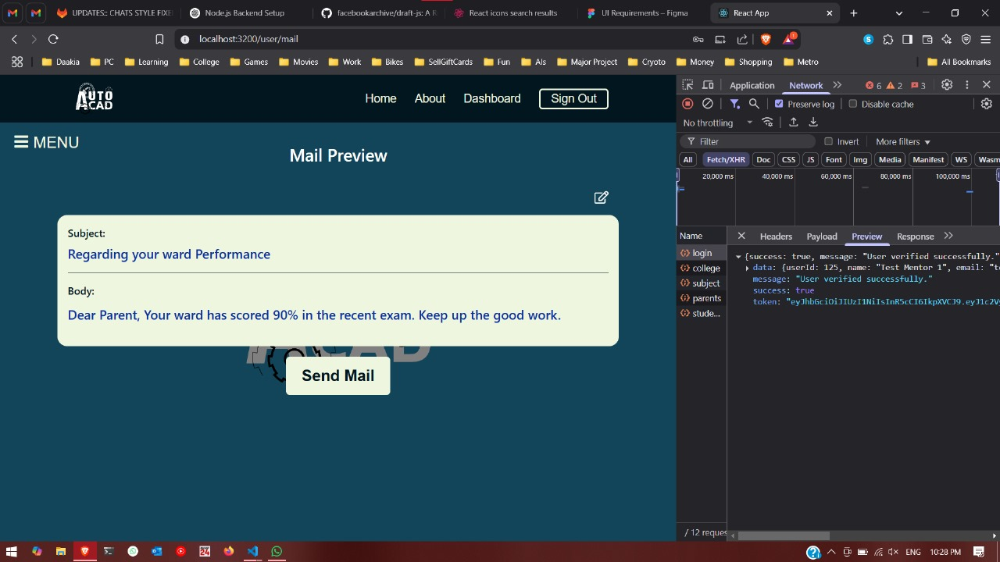 UPDATES:: CHATS STYLE FIXE
Node.js Backend Setup
facebookarchive/draft-js: A R
React icons search results
UI Requirements – Figma
React App
localhost:3200/user/mail
1
Daakia
PC
Learning
College
Games
Movies
Work
Bikes
SellGiftCards
Fun
AIs
Major Project
Cryoto
Money
Shopping
Metro
All Bookmarks
AUTO
ACAD
Home
About
Dashboard
Sign Out
MENU
Mail Preview
Subject:
Regarding your ward Performance
Body:
Dear Parent, Your ward has scored 90% in the recent exam. Keep up the good work.
ACAD
Send Mail
Application
Network
6
2
3
Preserve log
Disable cache
No throttling
Filter
Invert
More filters
All
Fetch/XHR
Doc
CSS
JS
Font
Img
Media
Manifest
WS
Wasm
20,000 ms
40,000 ms
60,000 ms
80,000 ms
100,000 ms
Name
Headers
Payload
Preview
Response
login
college
subject
parents
stude...
{success: true, message: "User verified successfully."
data: {userId: 125, name: "Test Mentor 1", email: "te
message: "User verified successfully."
success: true
token: "eyJhbGciOiJIUzI1NiIsInR5cCI6IkpXVCJ9.eyJ1c2V
/ 12 reque
24
ENG
10:28 PM